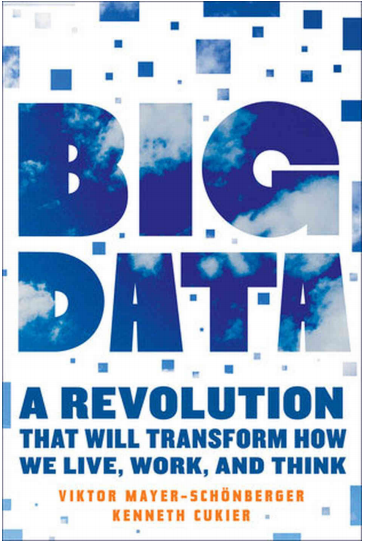 BIG
DATA
A REVOLUTION
THAT WILL TRANSFORM HOW
WE LIVE, WORK, AND THINK
VIKTOR MAYER-SCHÖNBERGER
KENNETH CUKIER